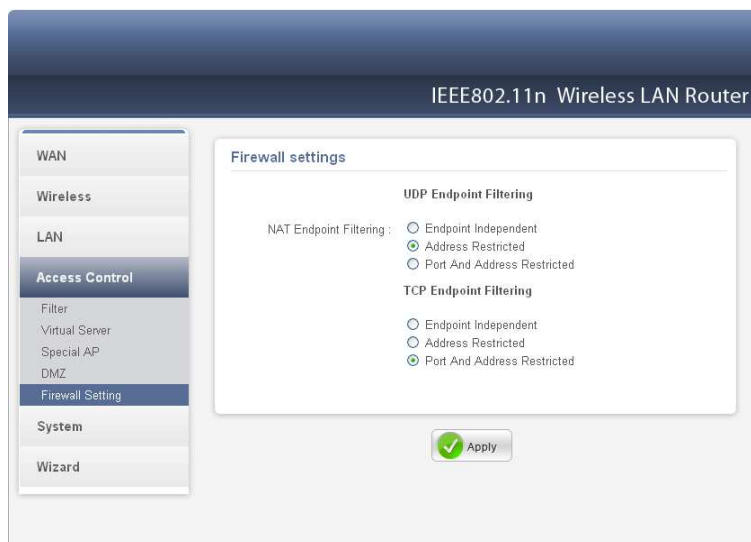 IEEE802.11n Wireless LAN Router
WAN
Wireless
LAN
Access Control
Filter
Virtual Server
Special AP
DMZ
Firewall Setting
System
Wizard
Firewall settings
UDP Endpoint Filtering
NAT Endpoint Filtering :
Endpoint Independent
Address Restricted
Port And Address Restricted
TCP Endpoint Filtering
Endpoint Independent
Address Restricted
Port And Address Restricted
Apply